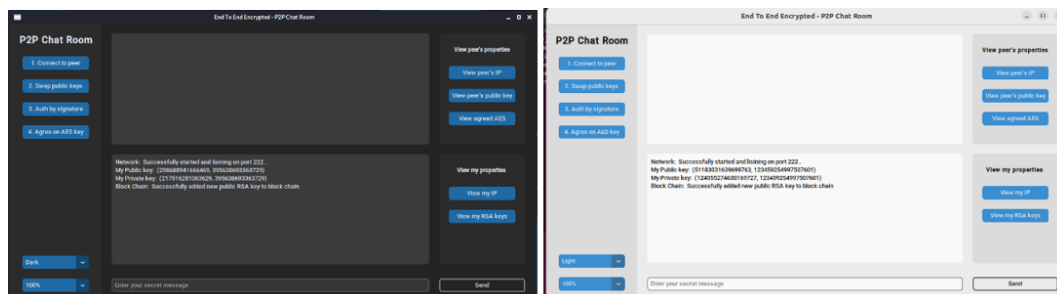 End To End Encrypted - P2P Chat Room
P2P Chat Room
1. Connect to peer
2. Swap public keys
3. Auth by signature
4. Agree on AES key
View peer's properties
View peer's IP
View peer's public key
View agreed AES
Network: Successfully started and lisining on port 222..
My Public key: (298688941666469, 395638693363729)
My Private key: (217516281063629, 395638693363729)
Block Chain: Successfully added new public RSA key to block chain
View my properties
View my IP
View my RSA keys
Dark
100%
Enter your secret message
Send
End To End Encrypted - P2P Chat Room
P2P Chat Room
1. Connect to peer
2. Swap public keys
3. Auth by signature
4. Agree on AES key
View peer's properties
View peer's IP
View peer's public key
View agreed AES
Network: Successfully started and lisining on port 222..
My Public key: (51183031639699763, 123459254997507601)
My Private key: (124055274630169727, 123459254997507601)
Block Chain: Successfully added new public RSA key to block chain
View my properties
View my IP
View my RSA keys
Light
100%
Enter your secret message
Send